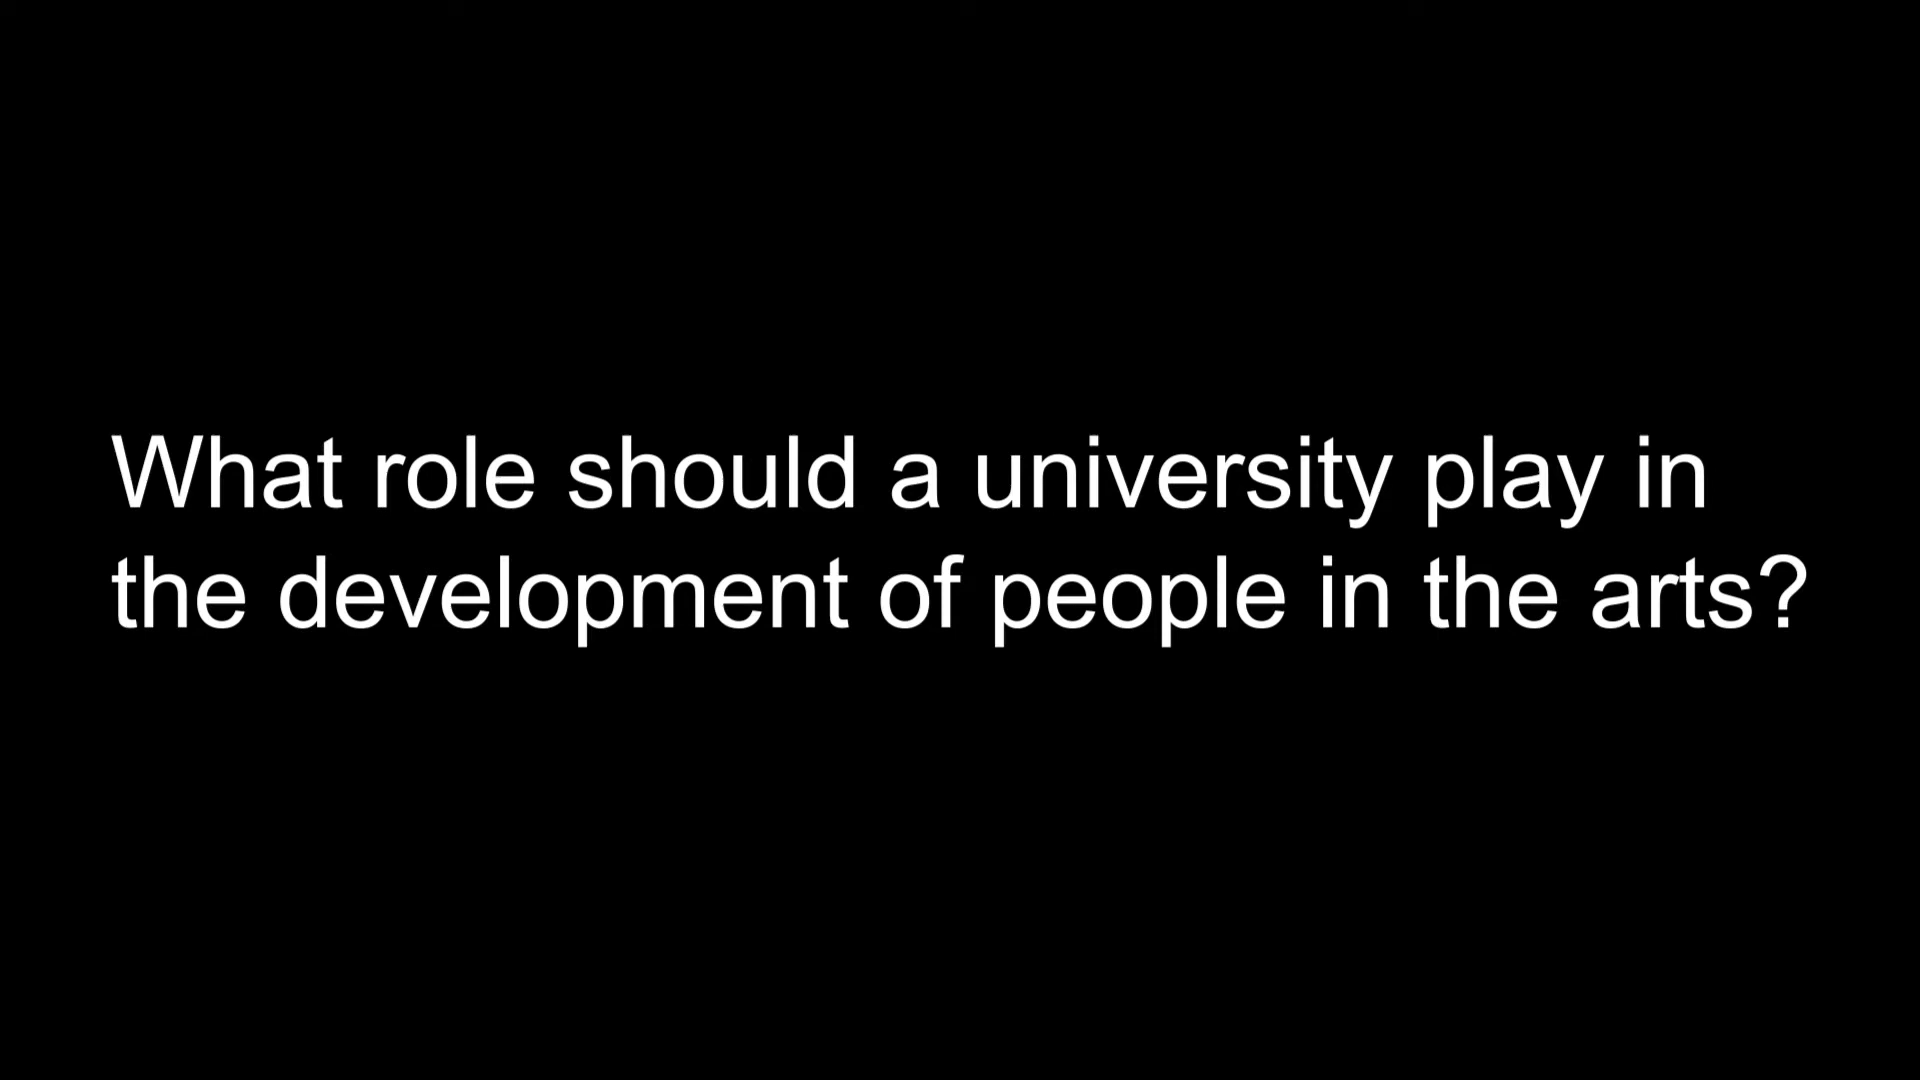 What role should a university play in
the development of people in the arts?